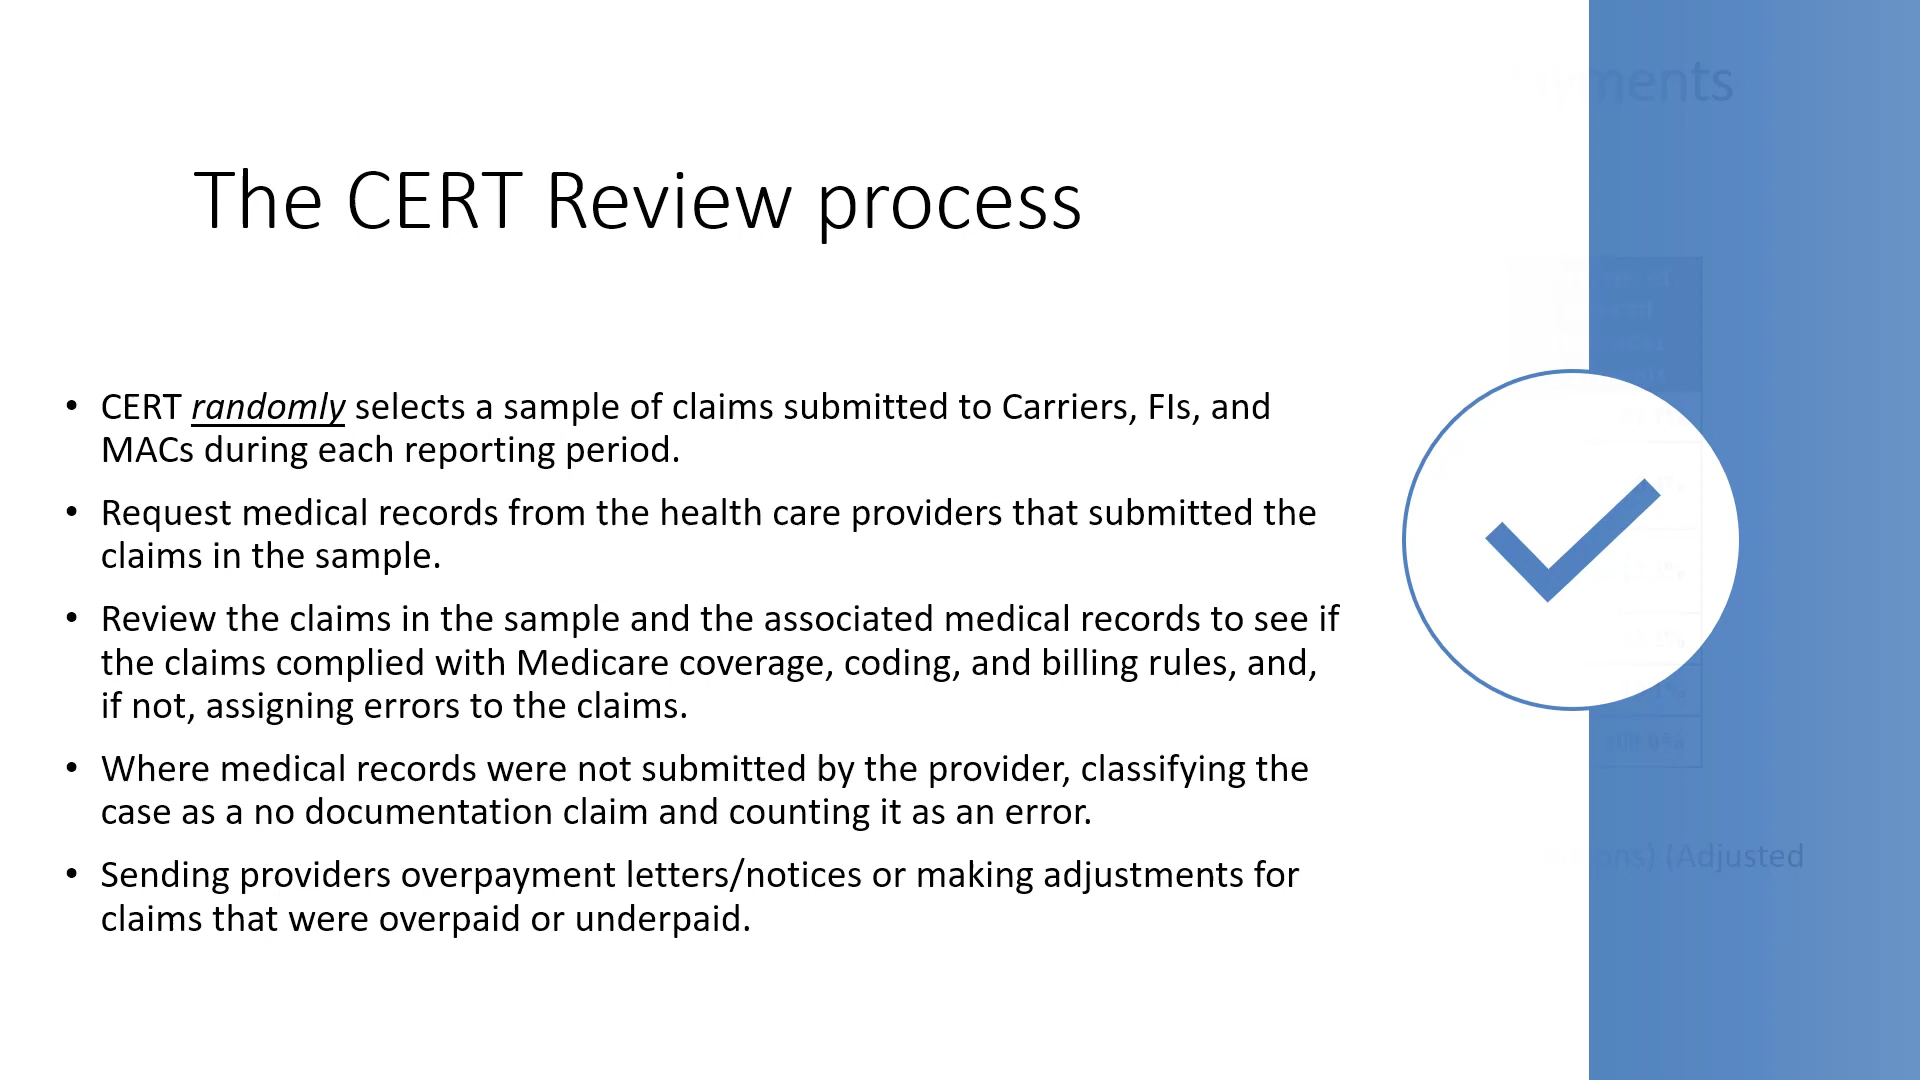 The CERT Review process
• CERT randomly selects a sample of claims submitted to Carriers, FIs, and
MACs during each reporting period.
• Request medical records from the health care providers that submitted the
claims in the sample.
• Review the claims in the sample and the associated medical records to see if
the claims complied with Medicare coverage, coding, and billing rules, and,
if not, assigning errors to the claims.
• Where medical records were not submitted by the provider, classifying the
case as a no documentation claim and counting it as an error.
• Sending providers overpayment letters/notices or making adjustments for
claims that were overpaid or underpaid.
(Adjusted